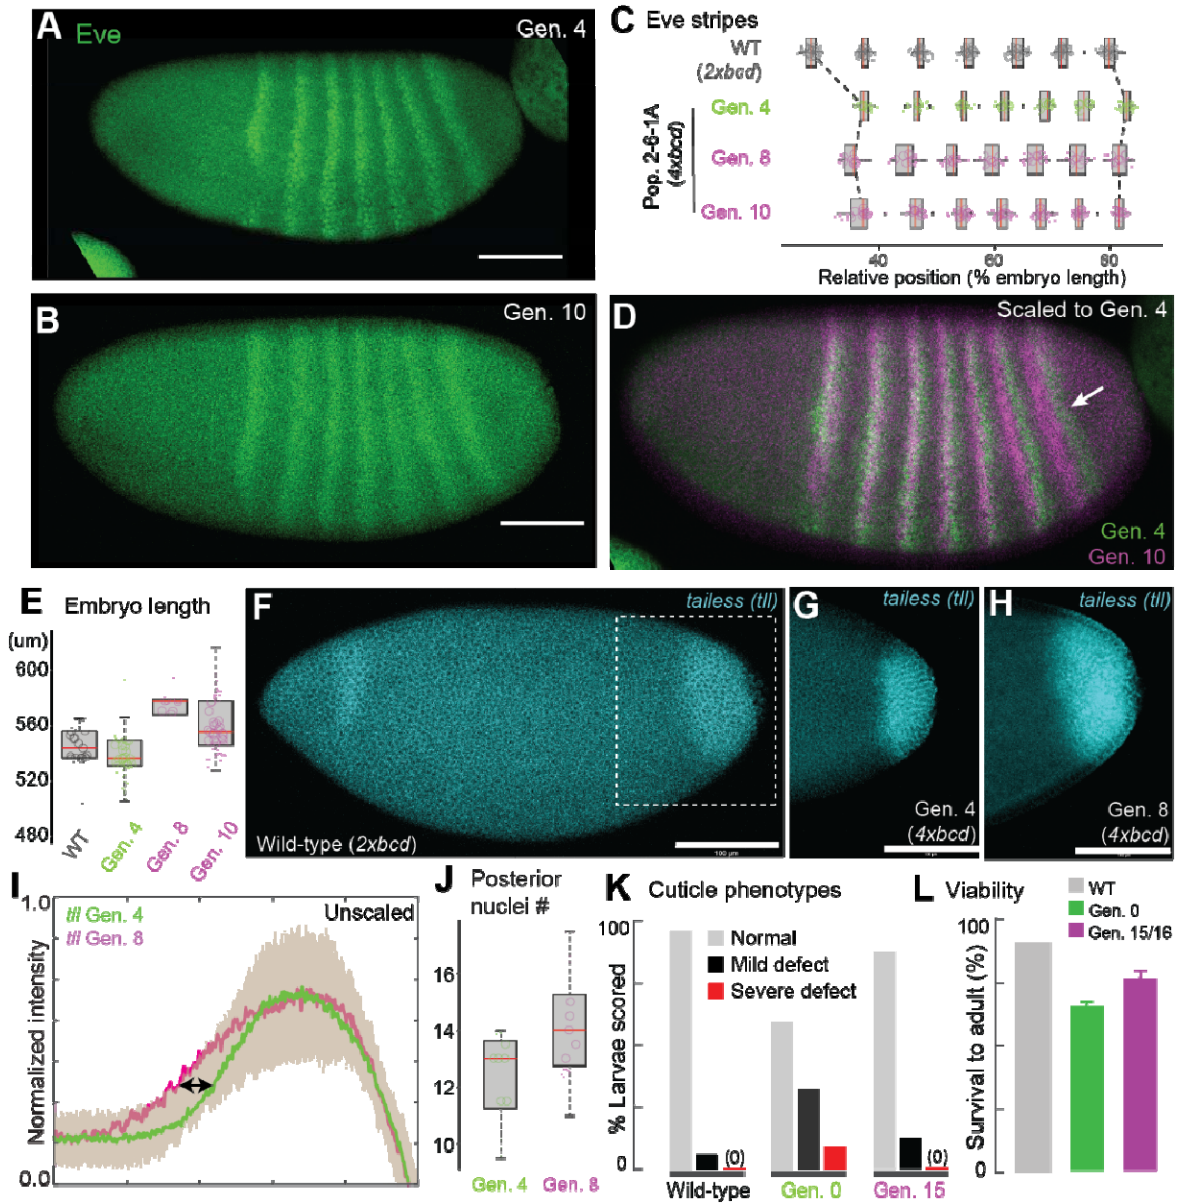 A
Eve
Gen. 4
B
Gen. 10
C Eve stripes
WT
(2xbcd)
Gen. 4
Gen. 8
Gen. 10
Pop. 2-6-1A
(4xbcd)
40 60 80
Relative position (% embryo length)
D
Scaled to Gen. 4
Gen. 4
Gen. 10
E Embryo length
(um)
600
560
520
480
WT
Gen. 4
Gen. 8
Gen. 10
F
tailess (tll)
Wild-type (2xbcd)
100 µm
G
tailess (tll)
Gen. 4
(4xbcd)
H
tailess (tll)
Gen. 8
(4xbcd)
I
1.0
tll Gen. 4
tll Gen. 8
Unscaled
Normalized intensity
0.0
J Posterior
nuclei #
16
14
12
10
Gen. 4 Gen. 8
K Cuticle phenotypes
100
Normal
Mild defect
Severe defect
% Larvae scored
0
(0) (0)
Wild-type Gen. 0 Gen. 15
L Viability
WT
Gen. 0
Gen. 15/16
100
Survival to adult (%)
0